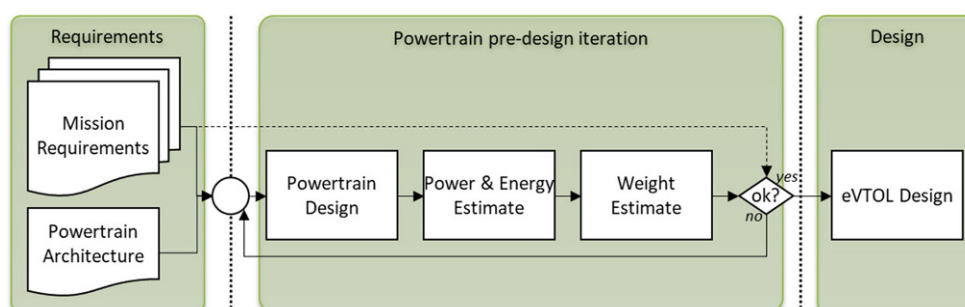 Requirements
Mission
Requirements
Powertrain
Architecture
Powertrain pre-design iteration
Powertrain
Design
Power & Energy
Estimate
Weight
Estimate
ok?
yes
no
Design
eVTOL Design